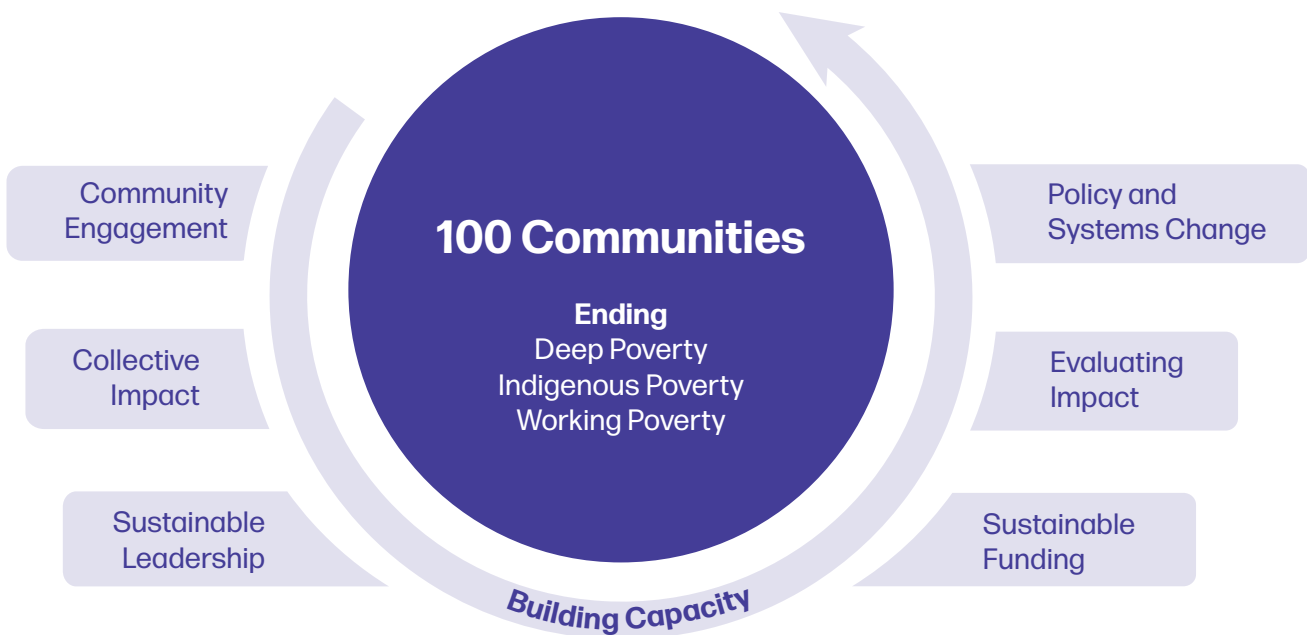 100 Communities
Ending
Deep Poverty
Indigenous Poverty
Working Poverty
Community
Engagement
Collective
Impact
Sustainable
Leadership
Building Capacity
Sustainable
Funding
Evaluating
Impact
Policy and
Systems Change